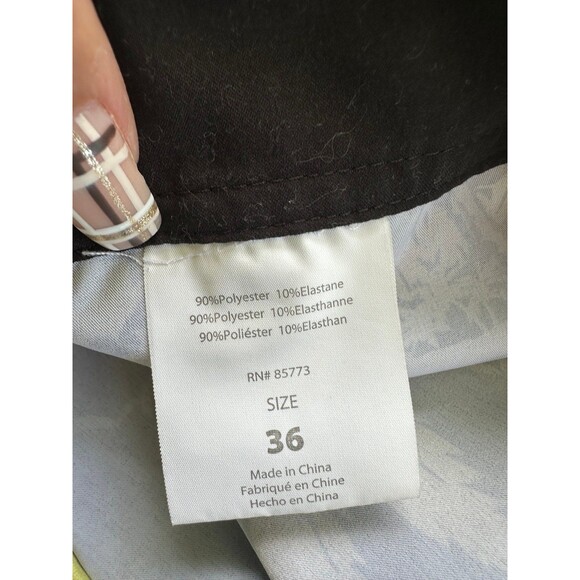 90%Polyester 10%Elastane
90%Polyester 10%Elasthanne
90%Poliéster 10%Elasthan
RN# 85773
SIZE
36
Made in China
Fabriqué en Chine
Hecho en China